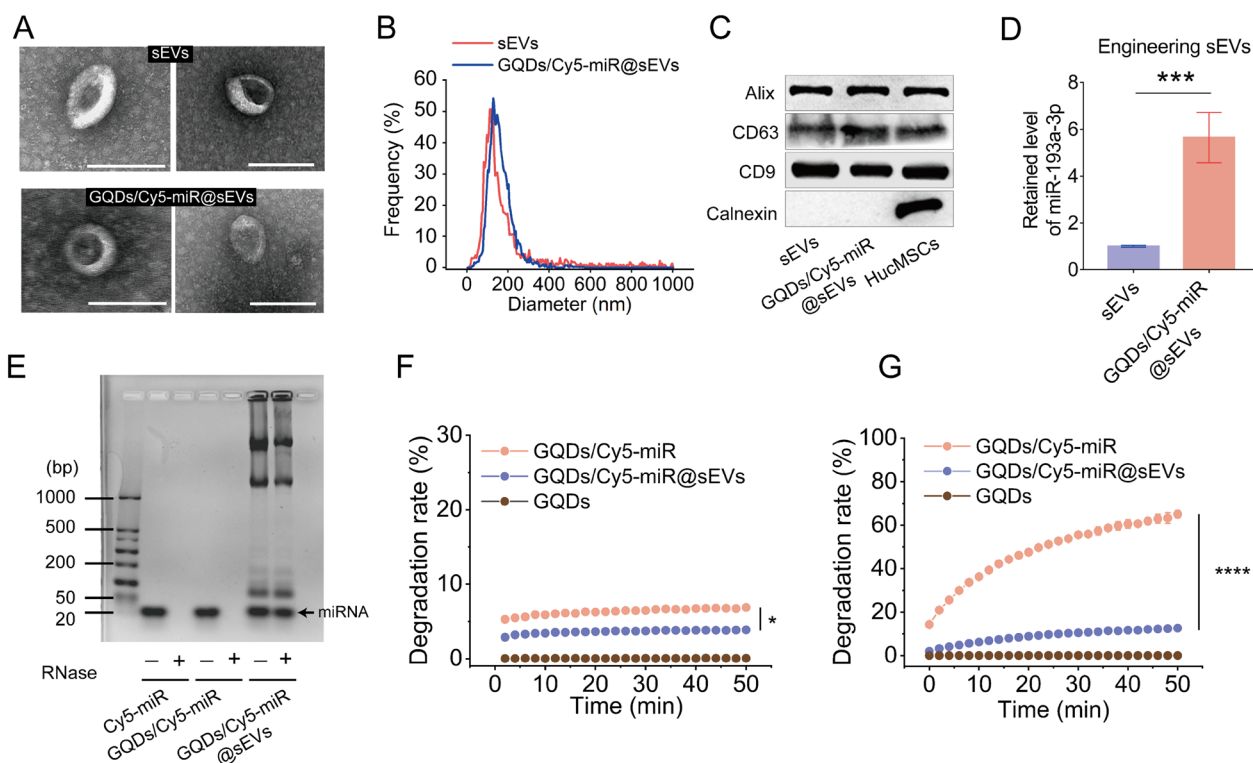 A
sEVs
GQDs/Cy5-miR@sEVs
B
sEVs
GQDs/Cy5-miR@sEVs
Frequency (%)
60
50
40
30
20
10
0
0 200 400 600 800 1000
Diameter (nm)
C
Alix
CD63
CD9
Calnexin
sEVs
GQDs/Cy5-miR
@sEVs
HucMSCs
D
Engineering sEVs
Retained level
of miR-193a-3p
8
6
4
2
0
***
sEVs
GQDs/Cy5-miR
@sEVs
E
(bp)
1000
500
200
50
20
miRNA
RNase
– + – + – +
Cy5-miR
GQDs/Cy5-miR
GQDs/Cy5-miR
@sEVs
F
Degradation rate (%)
30
15
10
5
0
GQDs/Cy5-miR
GQDs/Cy5-miR@sEVs
GQDs
*
0 10 20 30 40 50
Time (min)
G
Degradation rate (%)
100
80
60
40
20
0
GQDs/Cy5-miR
GQDs/Cy5-miR@sEVs
GQDs
****
0 10 20 30 40 50
Time (min)